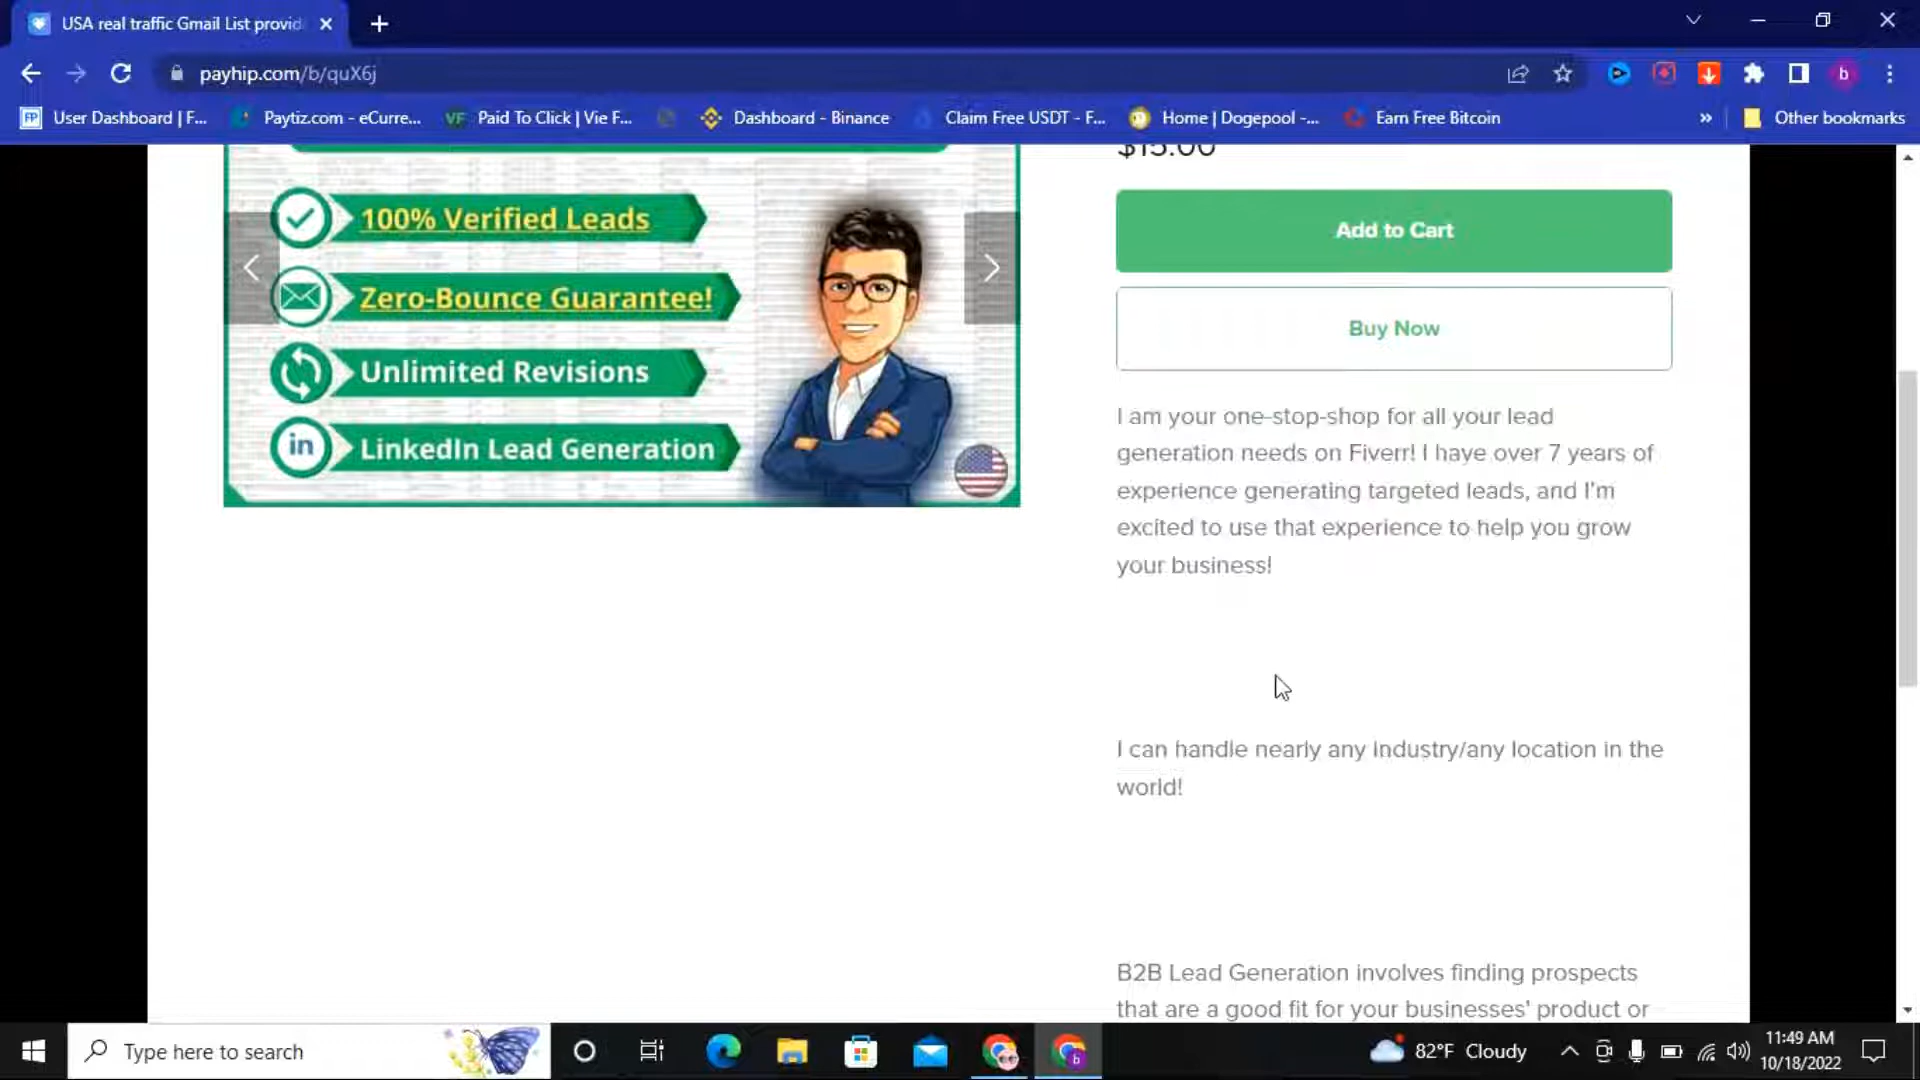 USA real traffic Gmail List provid
payhip.com/b/quX6j
b
FP User Dashboard | F...
Paytiz.com - eCurre...
VF Paid To Click | Vie F...
Dashboard - Binance
Claim Free USDT - F...
Home | Dogepool -...
Earn Free Bitcoin
»
Other bookmarks
100% Verified Leads
Zero-Bounce Guarantee!
Unlimited Revisions
in LinkedIn Lead Generation
$15.00
Add to Cart
Buy Now
I am your one-stop-shop for all your lead
generation needs on Fiverr! I have over 7 years of
experience generating targeted leads, and I'm
excited to use that experience to help you grow
your business!
I can handle nearly any industry/any location in the
world!
B2B Lead Generation involves finding prospects
that are a good fit for your businesses' product or
Type here to search
b
82°F Cloudy
11:49 AM
10/18/2022